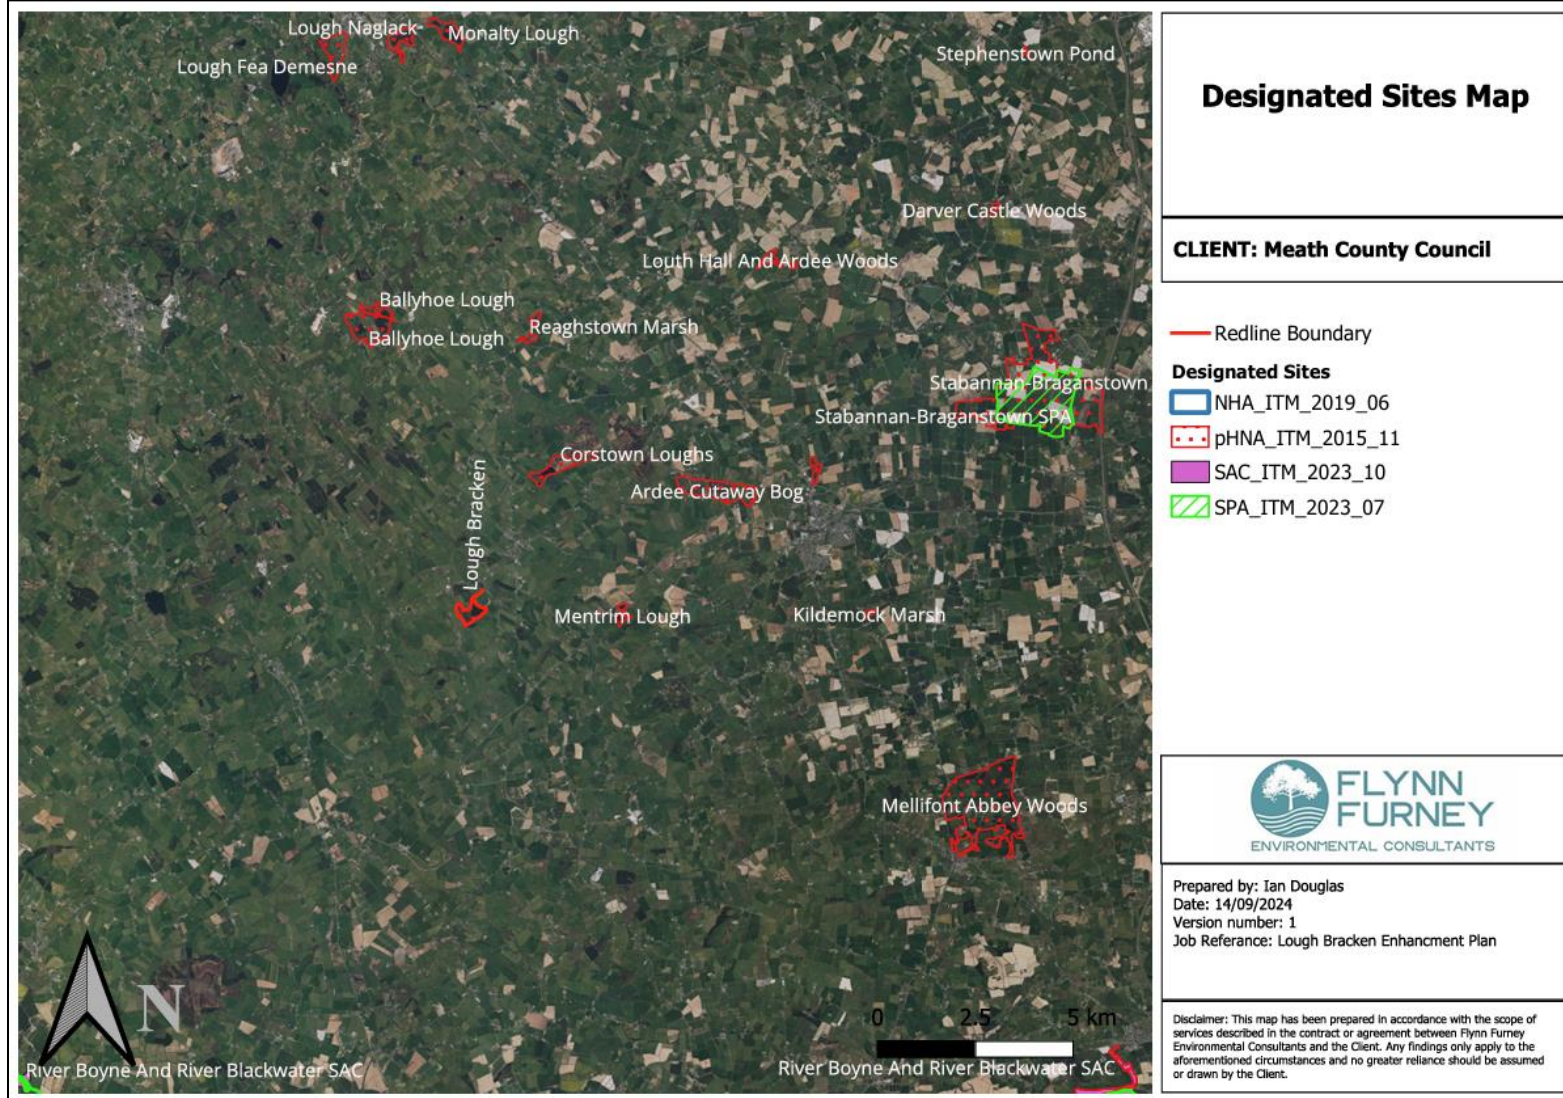 Lough Naglack
Monalty Lough
Lough Fea Demesne
Stephenstown Pond
Darver Castle Woods
Louth Hall And Ardee Woods
Ballyhoe Lough
Reaghstown Marsh
Ballyhoe Lough
Stabannan-Braganstown
Stabannan-Braganstown SPA
Corstown Loughs
Ardee Cutaway Bog
Lough Bracken
Mentrim Lough
Kildemock Marsh
Mellifont Abbey Woods
N
0 2.5 5 km
River Boyne And River Blackwater SAC
River Boyne And River Blackwater SAC
Designated Sites Map
CLIENT: Meath County Council
Redline Boundary
Designated Sites
NHA_ITM_2019_06
pHNA_ITM_2015_11
SAC_ITM_2023_10
SPA_ITM_2023_07
FLYNN
FURNEY
ENVIRONMENTAL CONSULTANTS
Prepared by: Ian Douglas
Date: 14/09/2024
Version number: 1
Job Referance: Lough Bracken Enhancment Plan
Disclaimer: This map has been prepared in accordance with the scope of
services described in the contract or agreement between Flynn Furney
Environmental Consultants and the Client. Any findings only apply to the
aforementioned circumstances and no greater reliance should be assumed
or drawn by the Client.